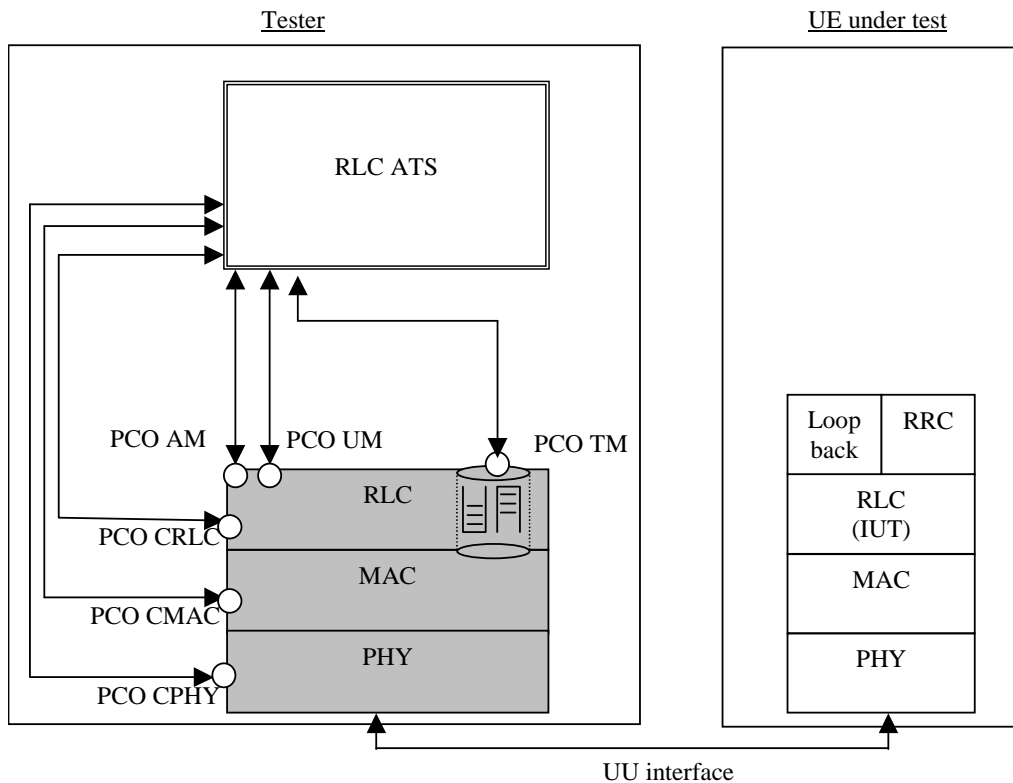 Tester
UE under test
RLC ATS
PCO AM
PCO UM
PCO TM
Loop
back
RRC
RLC
RLC
(IUT)
PCO CRLC
MAC
MAC
PCO CMAC
PHY
PHY
PCO CPHY
UU interface